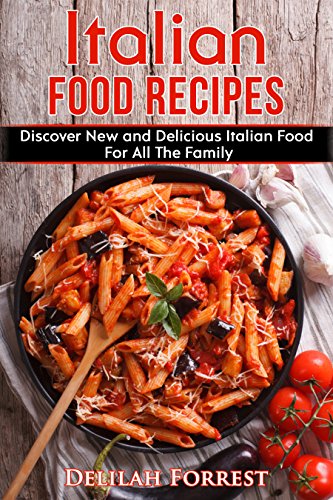 Italian
FOOD RECIPES
Discover New and Delicious Italian Food
For All The Family
DELILAH FORREST